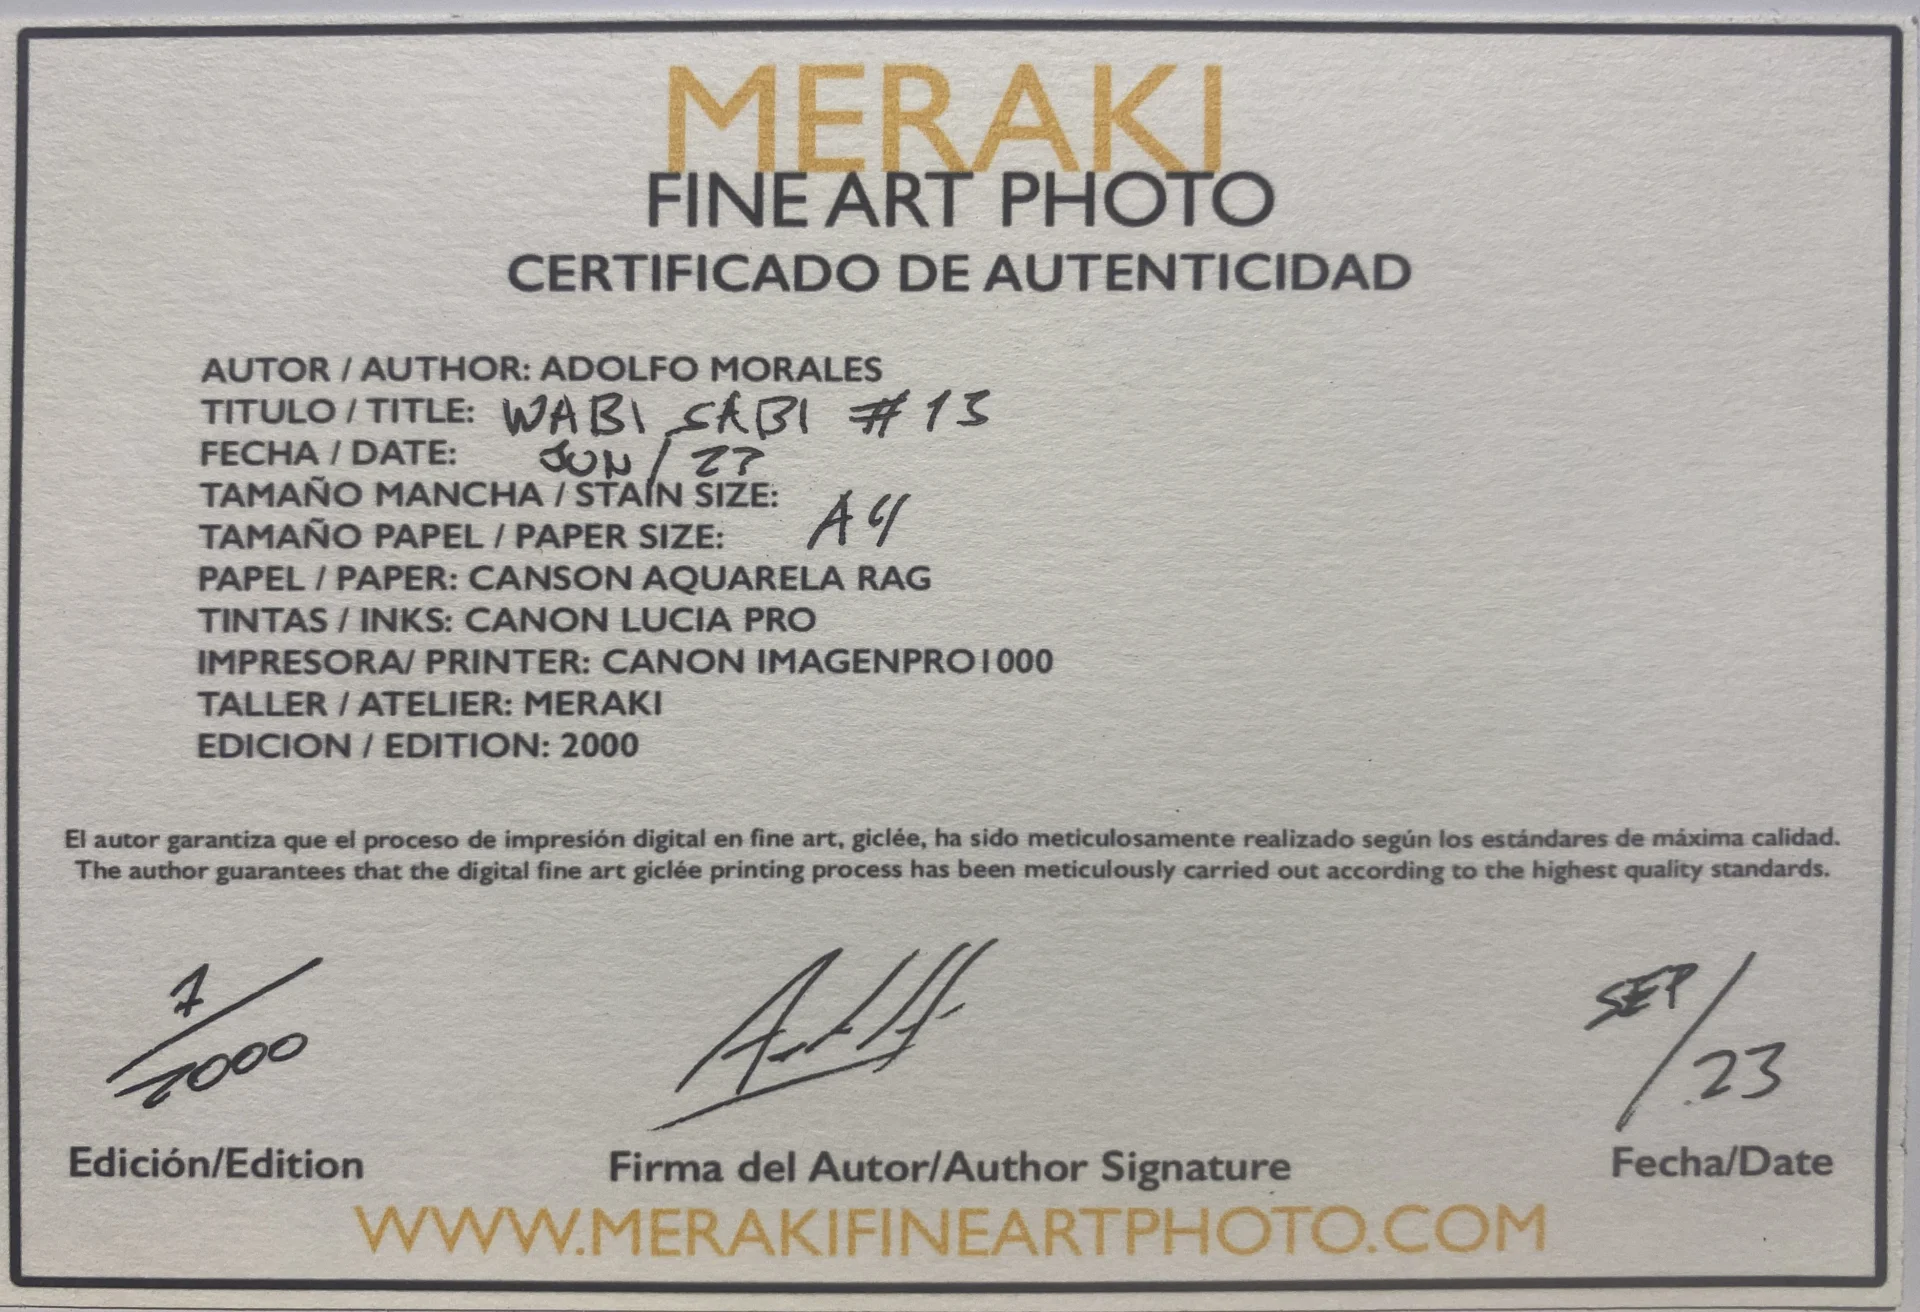 MERAKI
FINE ART PHOTO
CERTIFICADO DE AUTENTICIDAD
AUTOR / AUTHOR: ADOLFO MORALES
TITULO / TITLE: WABI SABI # 13
FECHA / DATE: JUN / 23
TAMAÑO MANCHA / STAIN SIZE:
TAMAÑO PAPEL / PAPER SIZE: A4
PAPEL / PAPER: CANSON AQUARELA RAG
TINTAS / INKS: CANON LUCIA PRO
IMPRESORA/ PRINTER: CANON IMAGENPRO1000
TALLER / ATELIER: MERAKI
EDICION / EDITION: 2000
El autor garantiza que el proceso de impresión digital en fine art, giclée, ha sido meticulosamente realizado según los estándares de máxima calidad.
The author guarantees that the digital fine art giclée printing process has been meticulously carried out according to the highest quality standards.
1/2000 SEP/23
Edición/Edition Firma del Autor/Author Signature Fecha/Date
WWW.MERAKIFINEARTPHOTO.COM